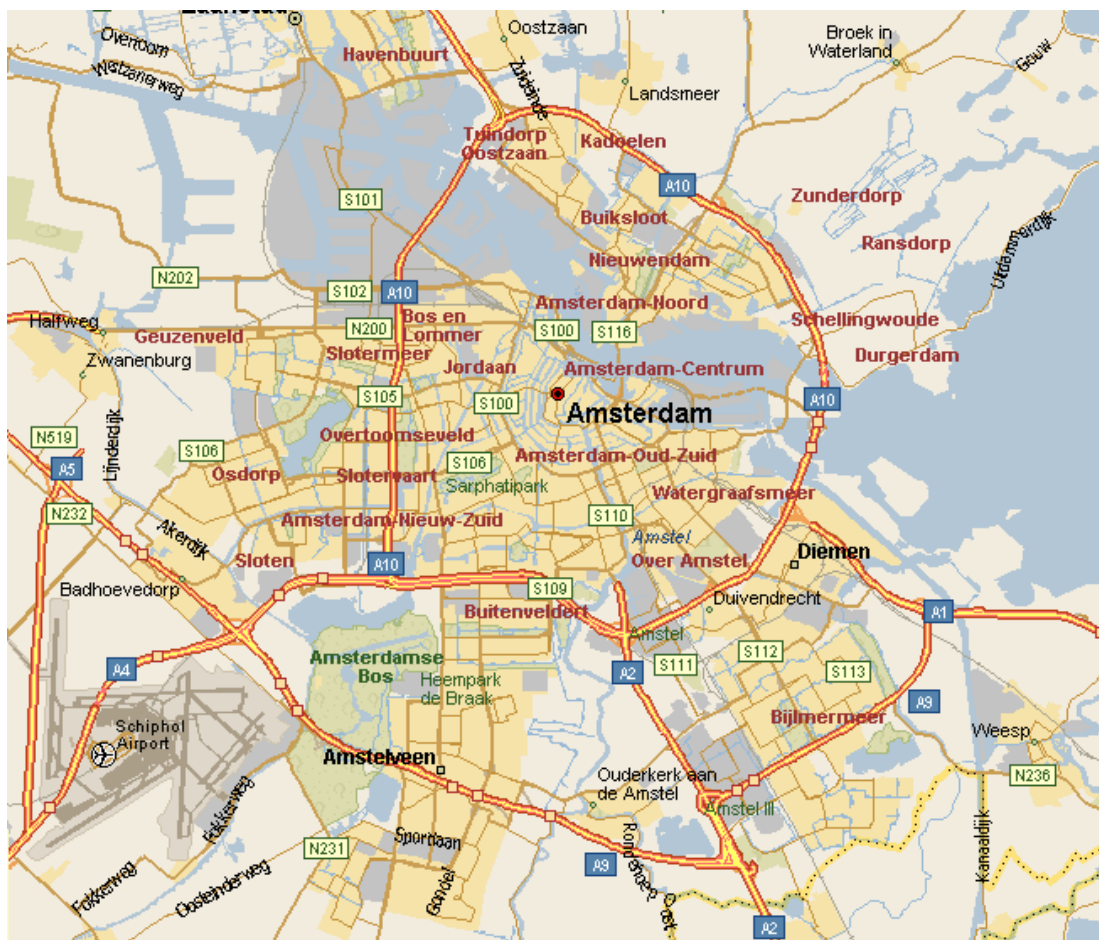 Overtoom
Westzanerweg
Havenbuurt
Oostzaan
Zuideinde
Landsmeer
Broek in
Waterland
Gouw
Tuindorp
Oostzaan
Kadoelen
A10
S101
Zunderdorp
Buiksloot
Ransdorp
Uitdammerdijk
Nieuwendam
N202
S102
A10
Amsterdam-Noord
Halfweg
Geuzenveld
N200
Bos en
Lommer
S100
S116
Schellingwoude
Zwanenburg
Slotermeer
Jordaan
Amsterdam-Centrum
Durgerdam
S105
S100
Amsterdam
A10
N519
Lijnderdijk
S106
Overtoomseveld
A5
Osdorp
Slotervaart
S106
Amsterdam-Oud-Zuid
Sarphatipark
Watergraafsmeer
N232
Akerdijk
Amsterdam-Nieuw-Zuid
S110
Amstel
Diemen
Sloten
A10
Over Amstel
Badhoevedorp
S109
Buitenveldert
Duivendrecht
A1
Amstel
Amsterdamse
Bos
A4
Heempark
de Braak
A2
S111
S112
S113
A9
Schiphol
Airport
Bijlmermeer
Weesp
Amstelveen
Ouderkerk aan
de Amstel
N236
Amstel III
Fokkerweg
Spordlaan
N231
A9
Kanaaldijk
Fokkerweg
Oosteinderweg
Gondel
A2